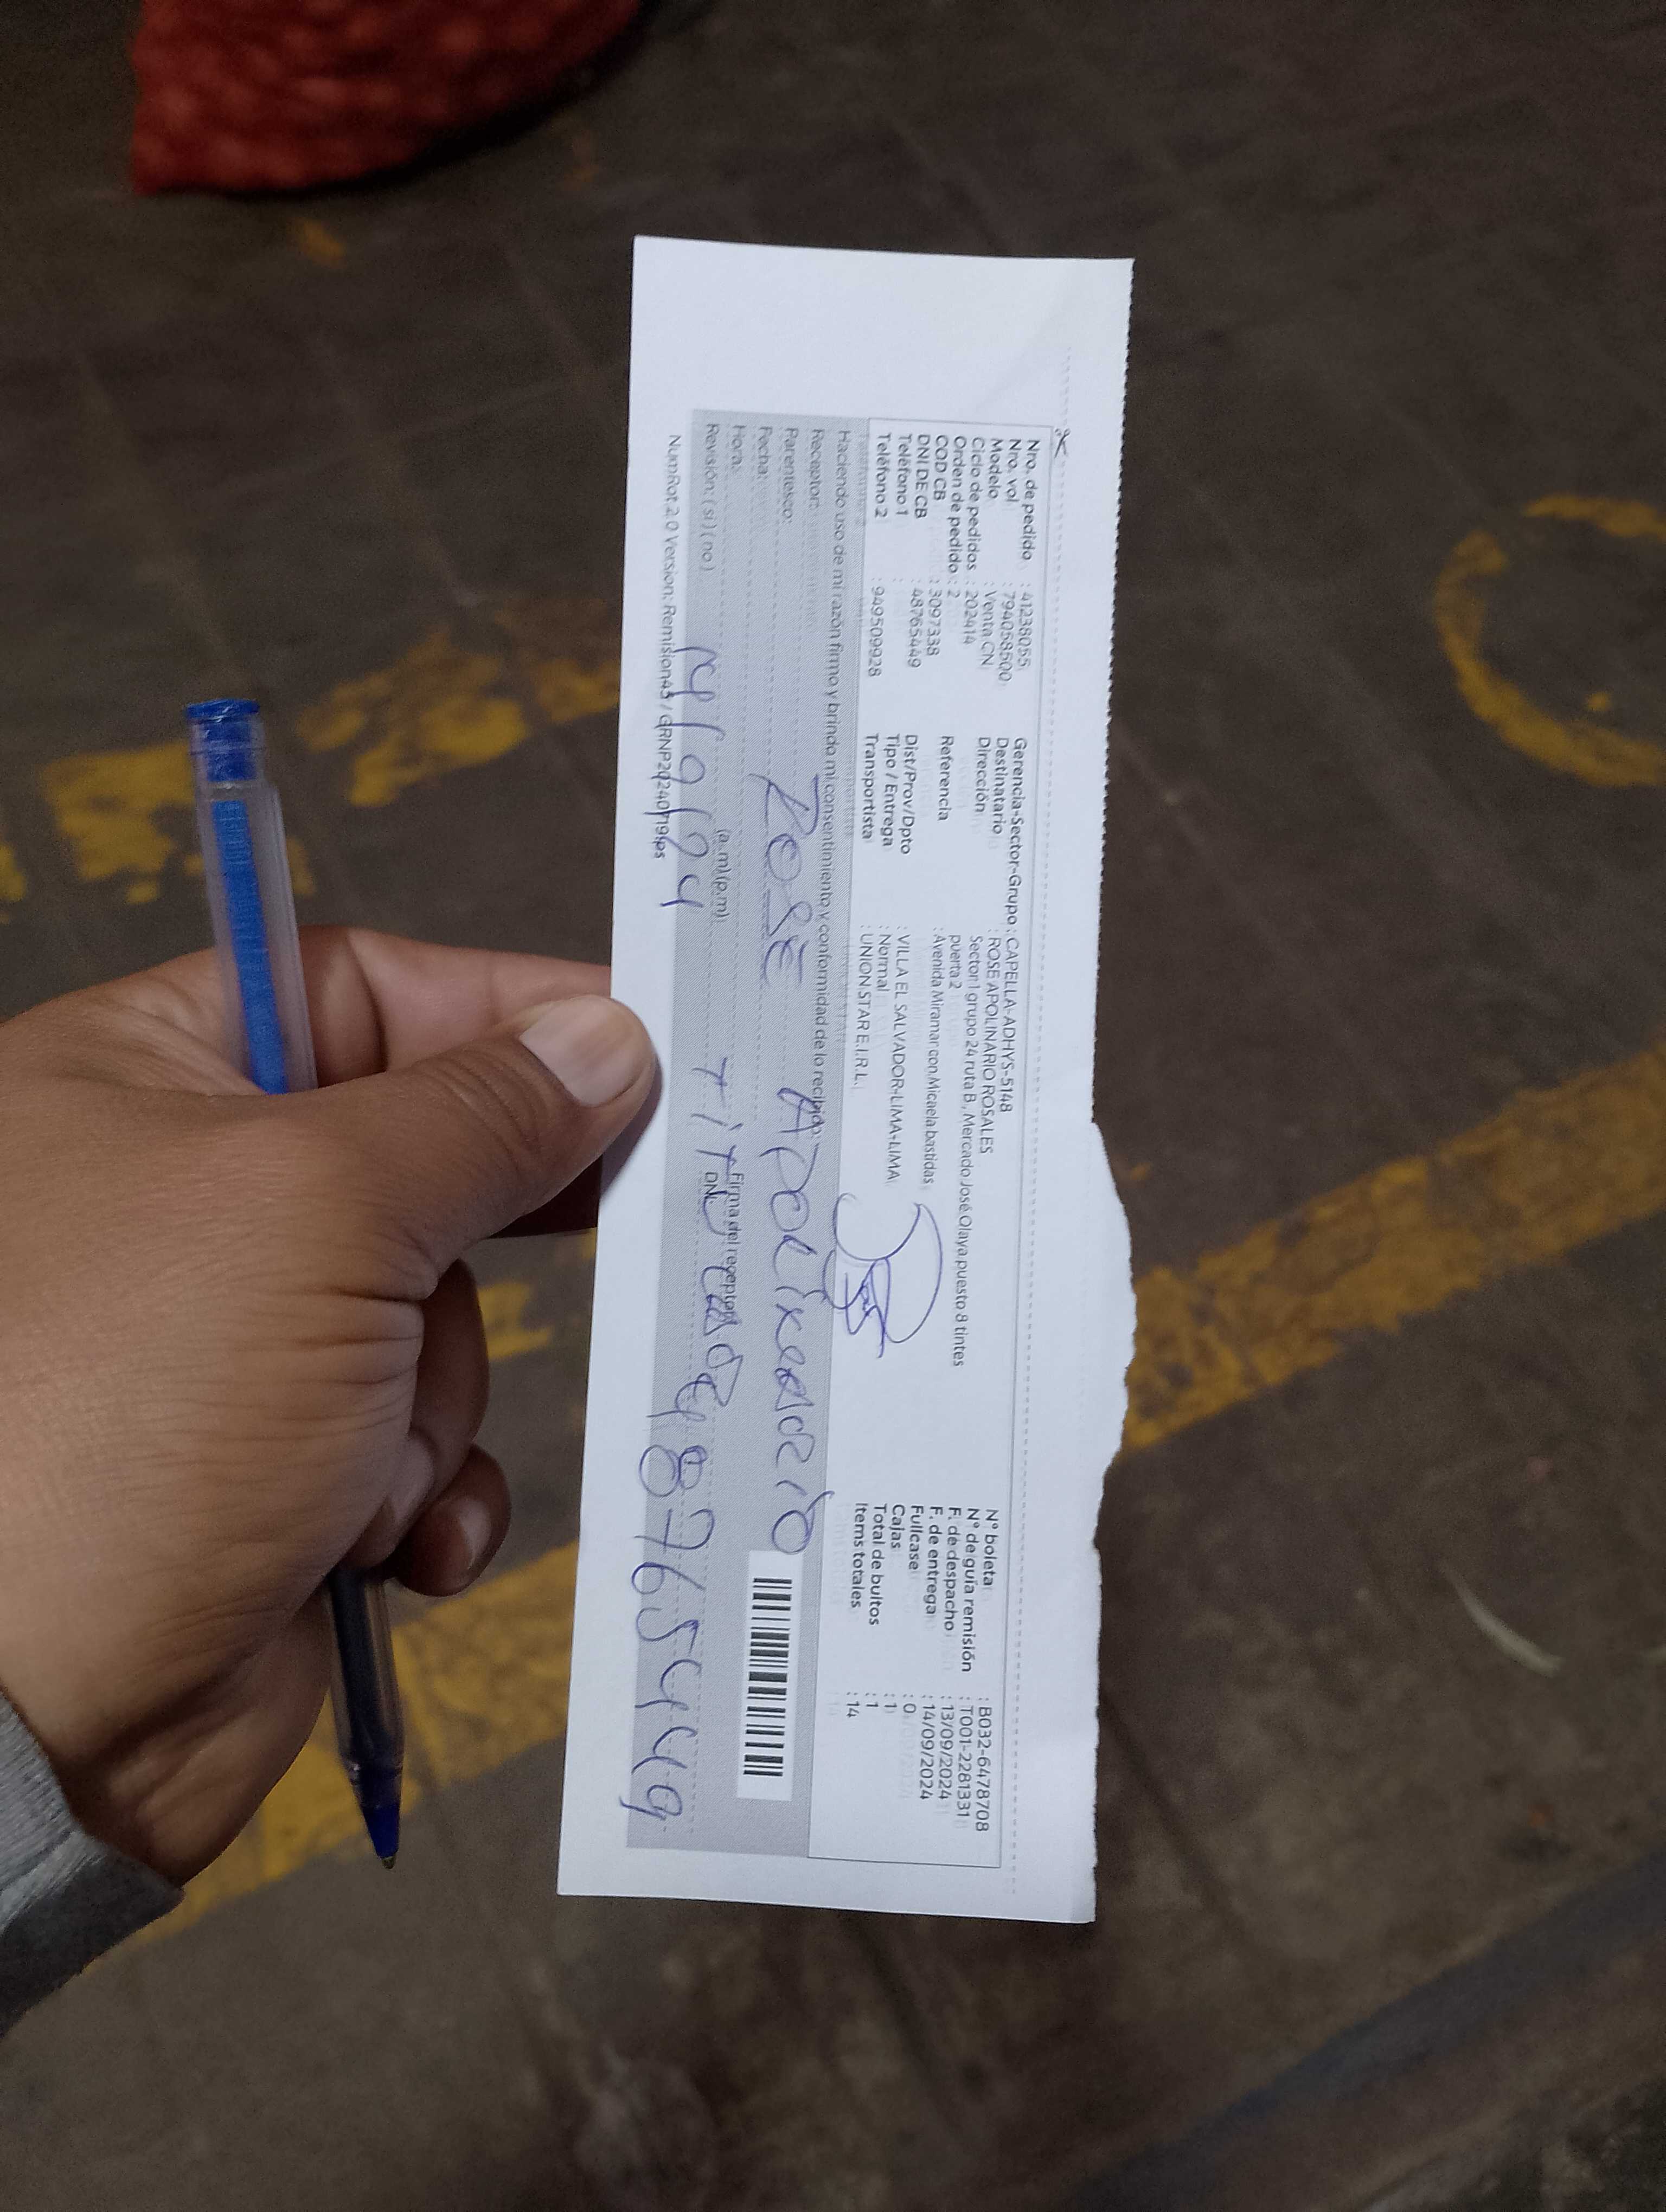 Nro. de pedido : 41238055
Nro. vol : 794058500
Modelo : Venta CN
Ciclo de pedidos : 202414
Orden de pedido : 2
COD CB : 3097338
DNI DE CB : 48765449
Teléfono 1 :
Teléfono 2 : 949509928
Gerencia-Sector-Grupo : CAPELLA-ADHYS-5148
Destinatario : ROSE APOLINARIO ROSALES
Dirección Sector 1 grupo 24 ruta B , Mercado José Olaya puesto 8 tintes
puerta 2
Referencia : Avenida Miramar con Micaela bastidas
Dist/Prov/Dpto : VILLA EL SALVADOR-LIMA-LIMA
Tipo / Entrega : Normal
Transportista : UNION STAR E.I.R.L.
N° boleta : B032-6478708
N° de guía remisión : T001-2281331
F. de despacho : 13/09/2024
F. de entrega : 14/09/2024
Fullcase : 0
Cajas : 1
Total de bultos : 1
Items totales : 14
Haciendo uso de mi razón firmo y brindo mi consentimiento y conformidad de lo recibido:
Receptor:
Parentesco: ROSE APOLINARIO
Fecha:
Hora: (a. m) (p. m) Firma del receptor
Revisión: ( si ) ( no ) TITULAR DNI
14/9/24 48765449
NumRot 2.0 Version: Remision43 / GRNP20240719ps